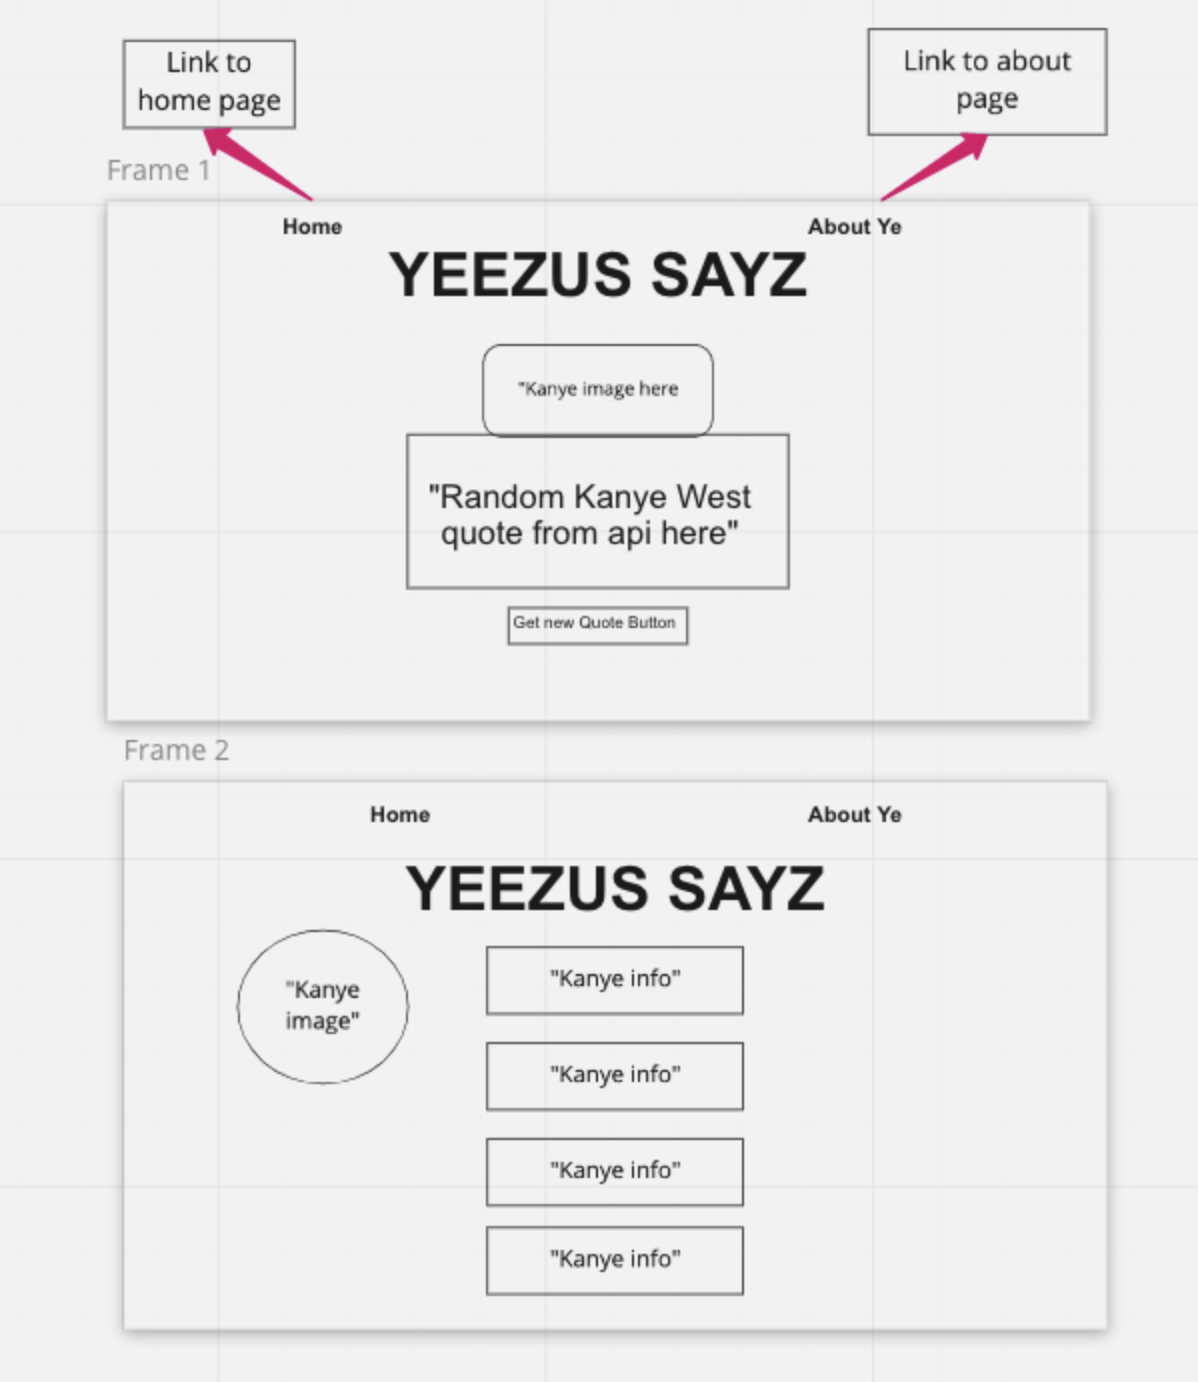 Link to
home page
Link to about
page
Frame 1
Home
About Ye
YEEZUS SAYZ
"Kanye image here
"Random Kanye West
quote from api here"
Get new Quote Button
Frame 2
Home
About Ye
YEEZUS SAYZ
"Kanye
image"
"Kanye info"
"Kanye info"
"Kanye info"
"Kanye info"